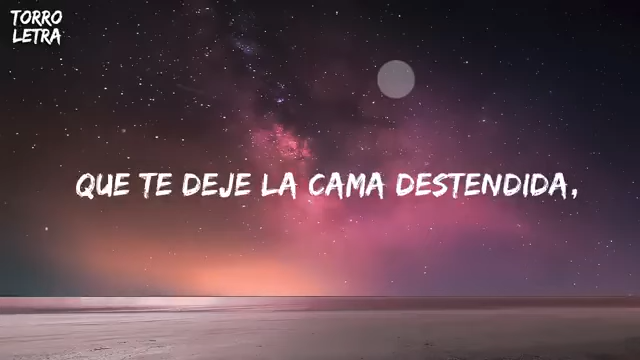 TORRO
LETRA
QUE TE DEJE LA CAMA DESTENDIDA,